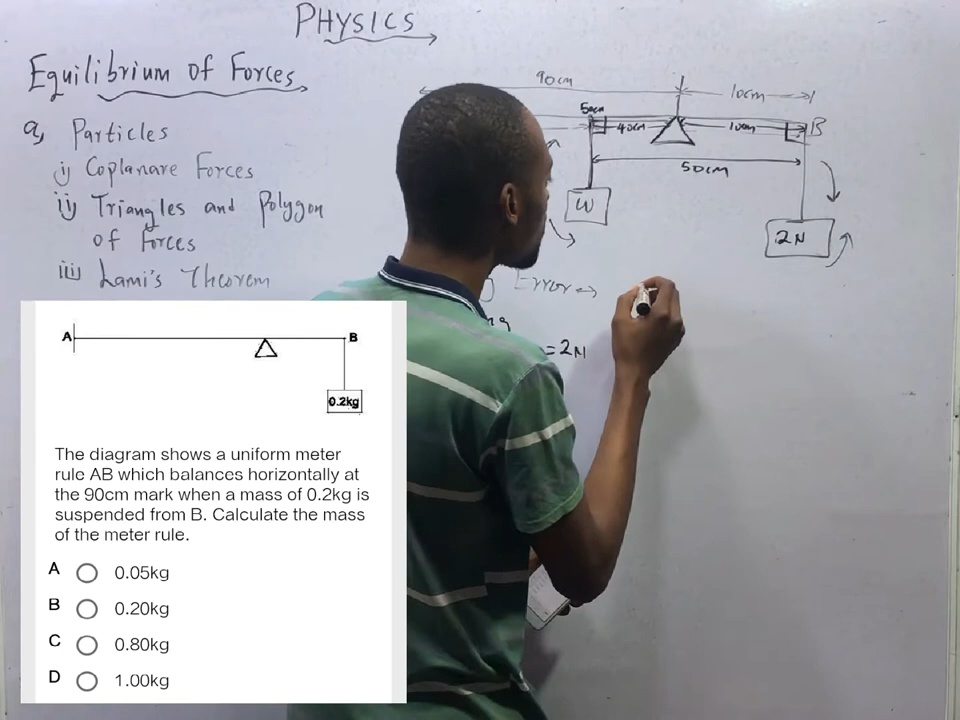 PHYSICS
Equilibrium of Forces
a, Particles
i) Coplanare Forces
ii) Triangles and Polygon
of Forces
iii) Lami's Theorem
90cm
10cm
50cm
40cm
10cm
B
50cm
W
2N
Error
= 2N
A
B
0.2kg
The diagram shows a uniform meter
rule AB which balances horizontally at
the 90cm mark when a mass of 0.2kg is
suspended from B. Calculate the mass
of the meter rule.
A 0.05kg
B 0.20kg
C 0.80kg
D 1.00kg